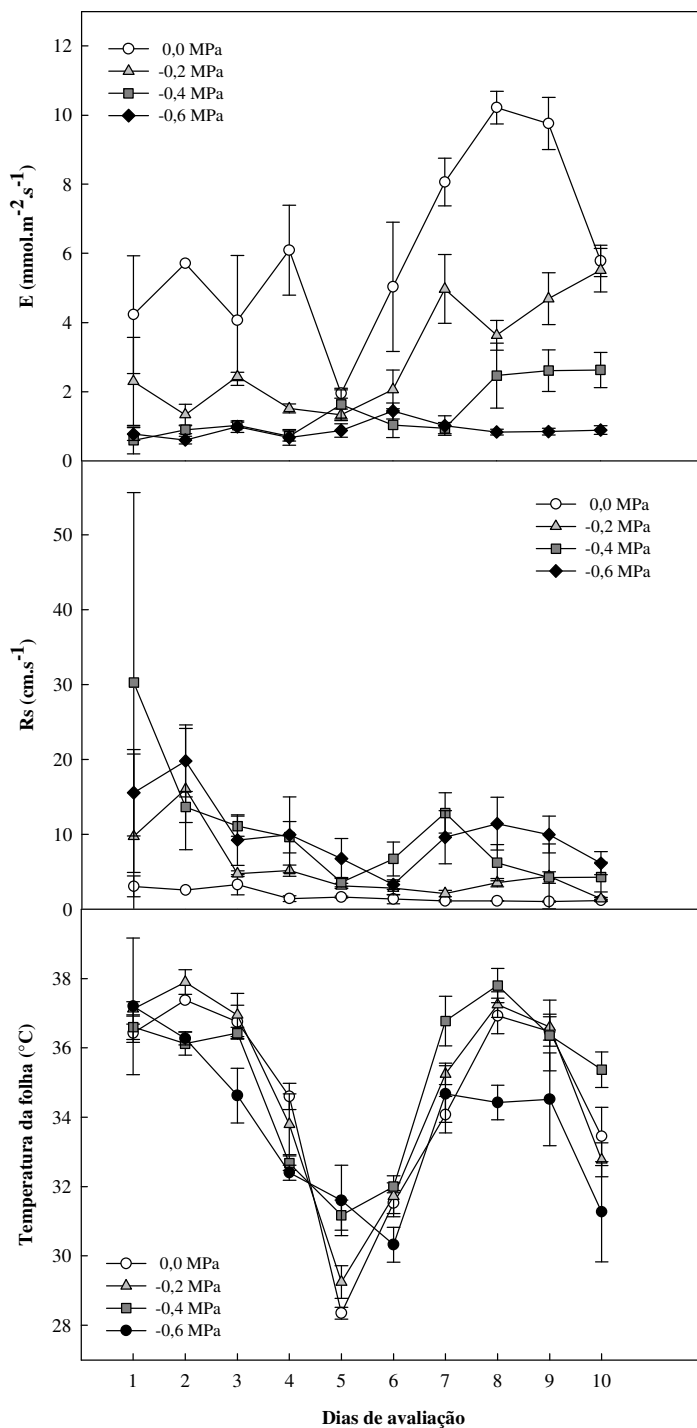 12
10
8
6
4
2
0
E (mmol.m⁻².s⁻¹)
0,0 MPa
-0,2 MPa
-0,4 MPa
-0,6 MPa
50
40
30
20
10
0
Rs (cm.s⁻¹)
0,0 MPa
-0,2 MPa
-0,4 MPa
-0,6 MPa
38
36
34
32
30
28
Temperatura da folha (°C)
0,0 MPa
-0,2 MPa
-0,4 MPa
-0,6 MPa
1 2 3 4 5 6 7 8 9 10
Dias de avaliação